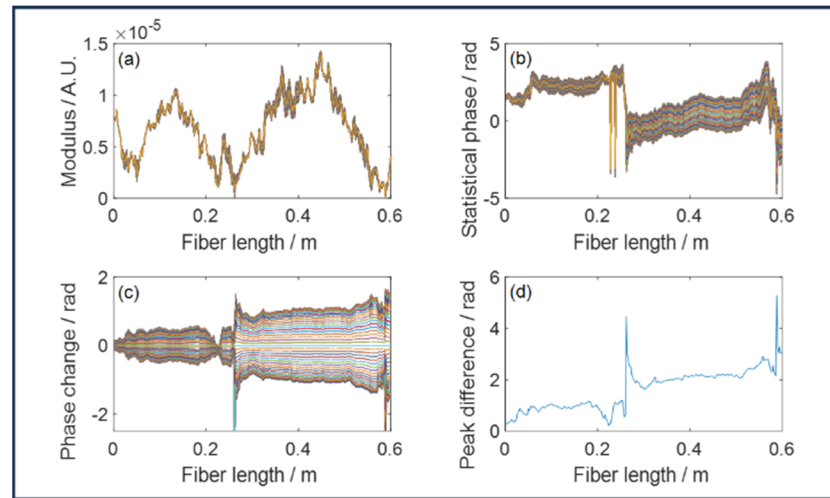 ×10⁻⁵
1.5
(a)
1
0.5
0
Modulus / A.U.
0 0.2 0.4 0.6
Fiber length / m
5
(b)
0
-5
Statistical phase / rad
0 0.2 0.4 0.6
Fiber length / m
2
(c)
0
-2
Phase change / rad
0 0.2 0.4 0.6
Fiber length / m
6
(d)
4
2
0
Peak difference / rad
0 0.2 0.4 0.6
Fiber length / m